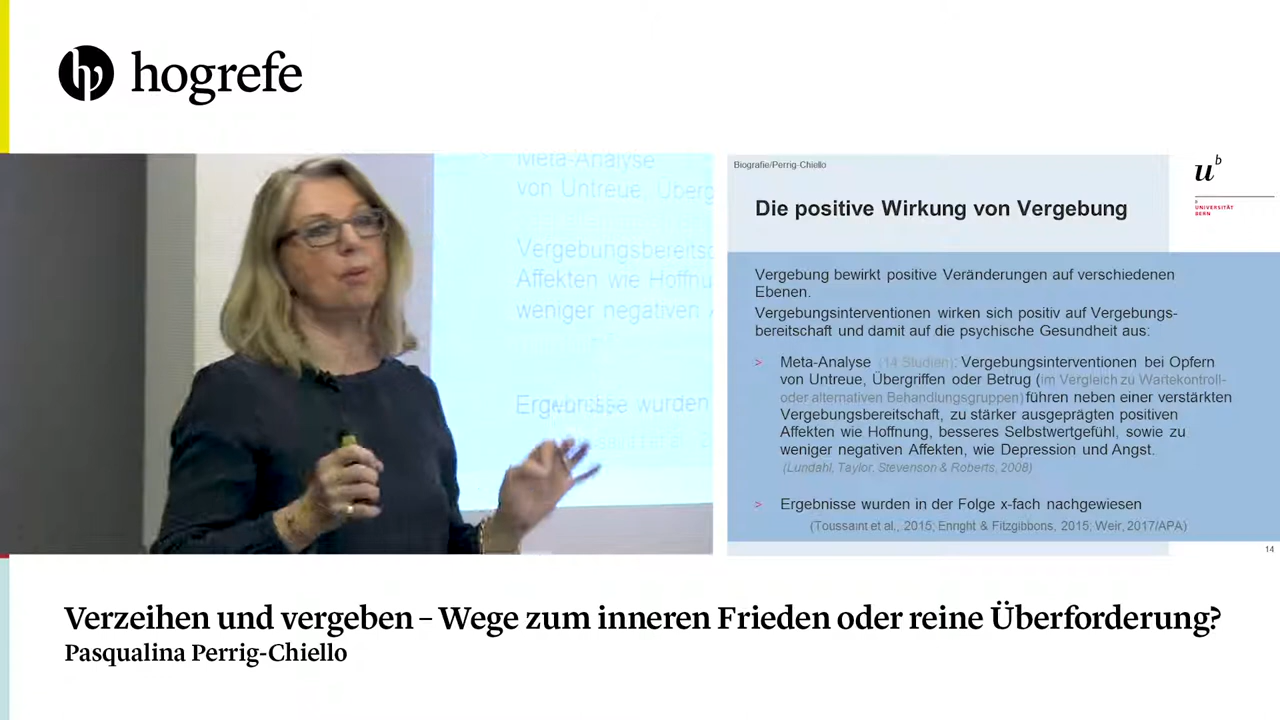 hogrefe
Meta-Analyse
von Untreue, Überg
Vergebungsbereitsc
Affekten wie Hoffnu
weniger negativen A
Ergebnisse wurden
Biografie/Perrig-Chiello
Die positive Wirkung von Vergebung
u b
b
UNIVERSITÄT
BERN
Vergebung bewirkt positive Veränderungen auf verschiedenen
Ebenen.
Vergebungsinterventionen wirken sich positiv auf Vergebungs-
bereitschaft und damit auf die psychische Gesundheit aus:
> Meta-Analyse (14 Studien): Vergebungsinterventionen bei Opfern
von Untreue, Übergriffen oder Betrug (im Vergleich zu Wartekontroll-
oder alternativen Behandlungsgruppen) führen neben einer verstärkten
Vergebungsbereitschaft, zu stärker ausgeprägten positiven
Affekten wie Hoffnung, besseres Selbstwertgefühl, sowie zu
weniger negativen Affekten, wie Depression und Angst.
(Lundahl, Taylor, Stevenson & Roberts, 2008)
> Ergebnisse wurden in der Folge x-fach nachgewiesen
(Toussaint et al., 2015; Enright & Fitzgibbons, 2015; Weir, 2017/APA)
14
Verzeihen und vergeben – Wege zum inneren Frieden oder reine Überforderung?
Pasqualina Perrig-Chiello